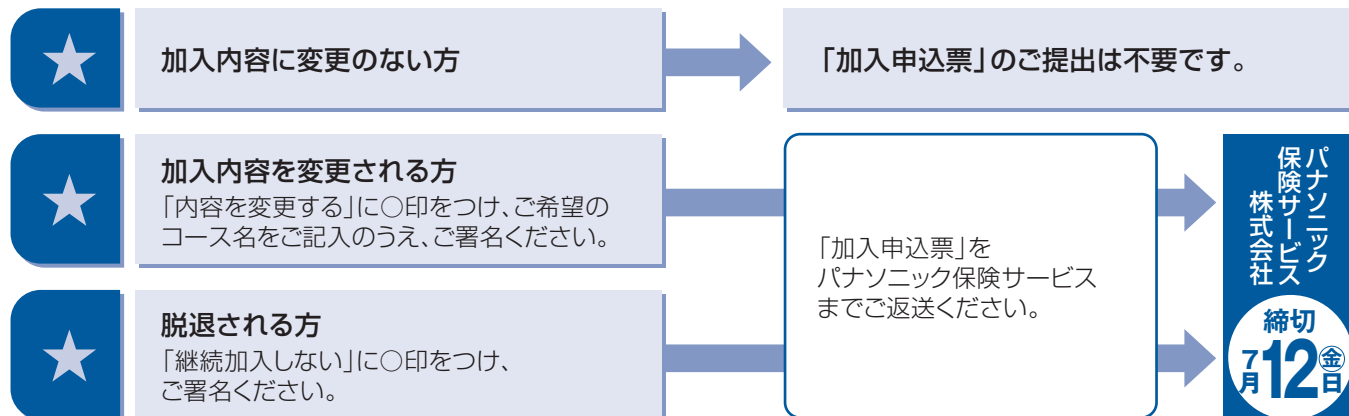 加入内容に変更のない方
「加入申込票」のご提出は不要です。
加入内容を変更される方
「内容を変更する」に○印をつけ、ご希望の
コース名をご記入のうえ、ご署名ください。
脱退される方
「継続加入しない」に○印をつけ、
ご署名ください。
「加入申込票」を
パナソニック保険サービス
までご返送ください。
パナソニック
保険サービス
株式会社
締切
7月12日㊎